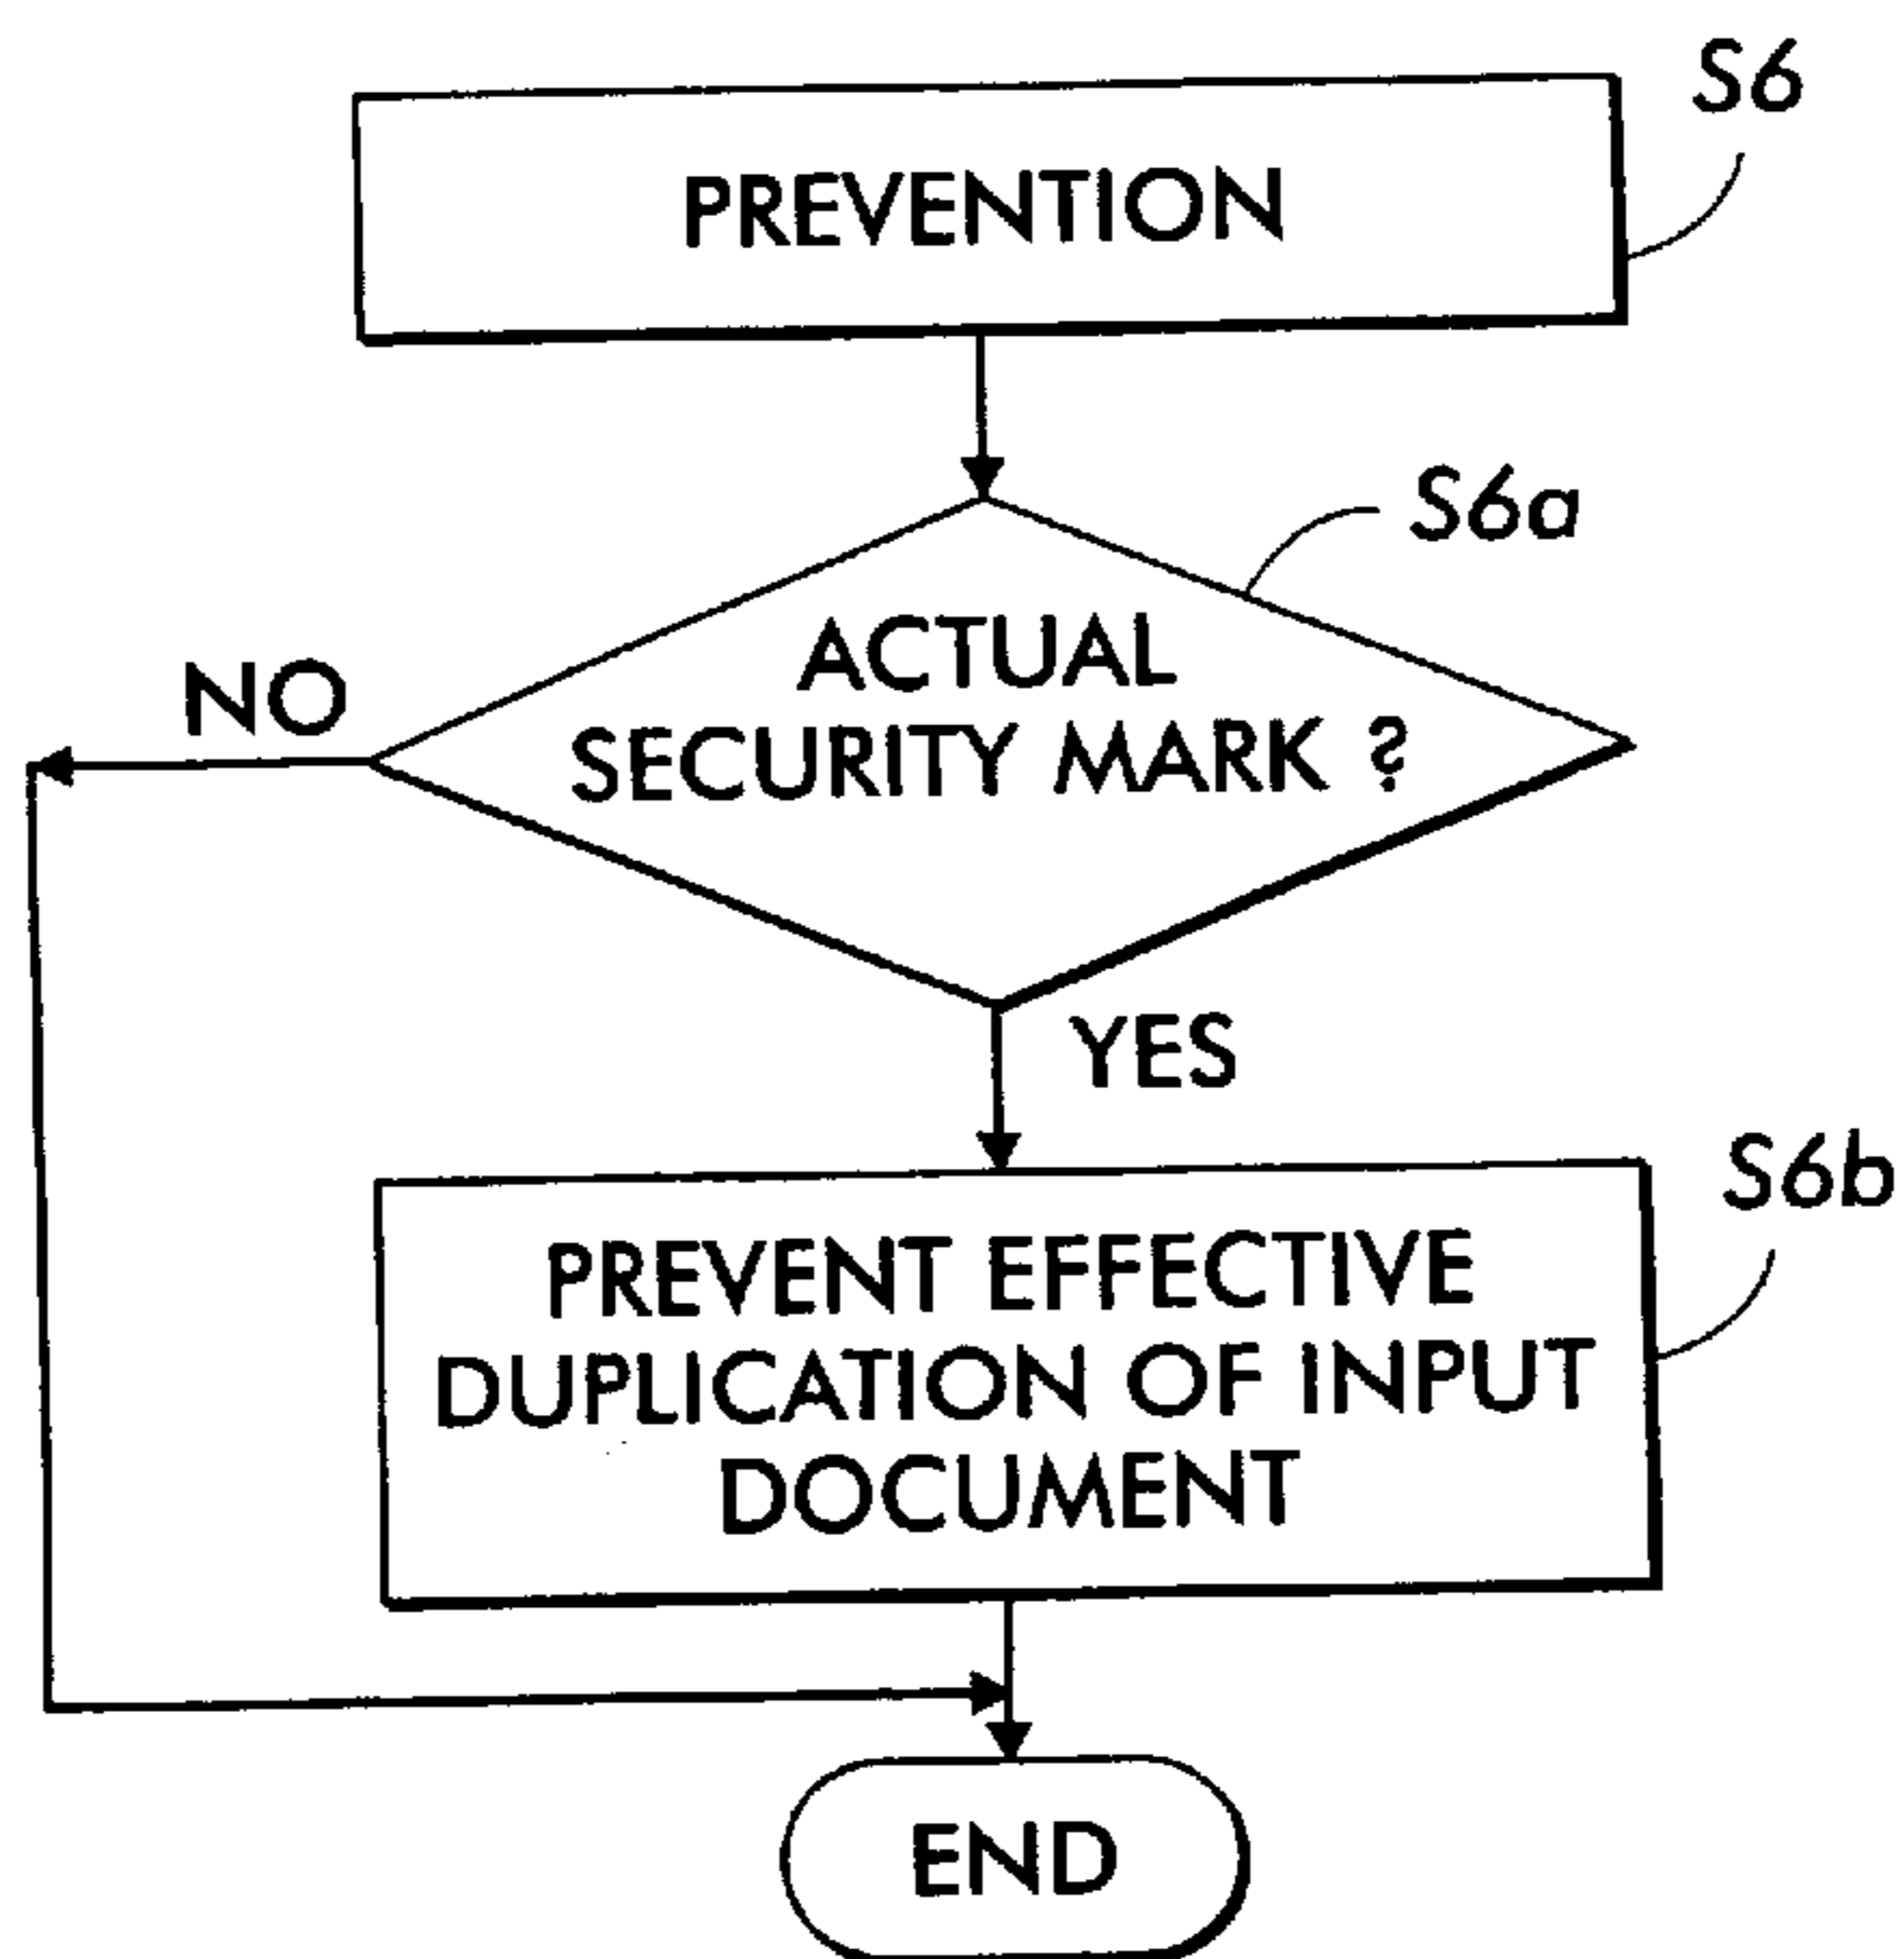 S6
PREVENTION
S6a
ACTUAL
SECURITY MARK ?
NO
YES
S6b
PREVENT EFFECTIVE
DUPLICATION OF INPUT
DOCUMENT
END